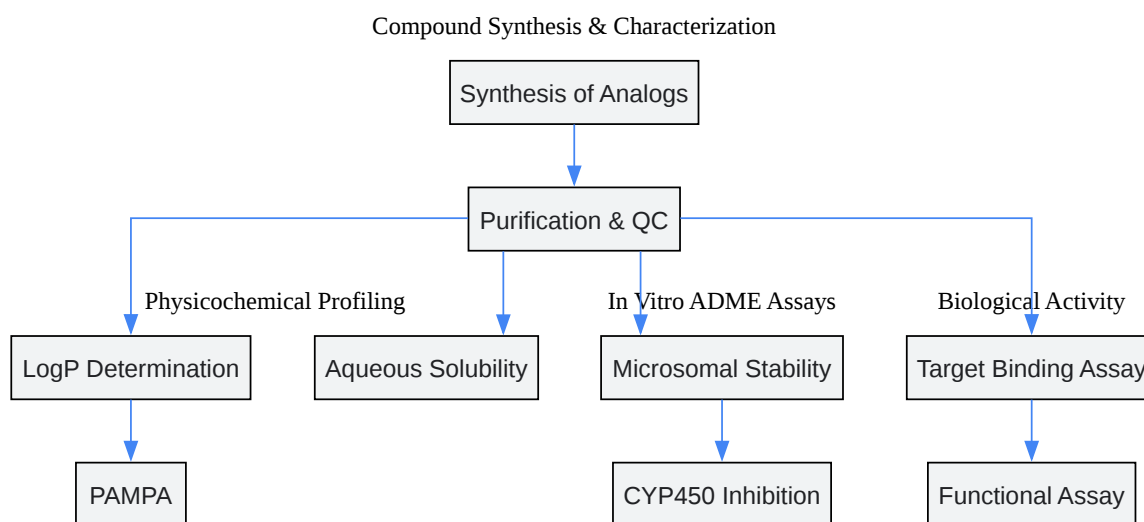 Compound Synthesis & Characterization
Synthesis of Analogs
Purification & QC
Physicochemical Profiling
In Vitro ADME Assays
Biological Activity
LogP Determination
Aqueous Solubility
Microsomal Stability
Target Binding Assay
PAMPA
CYP450 Inhibition
Functional Assay